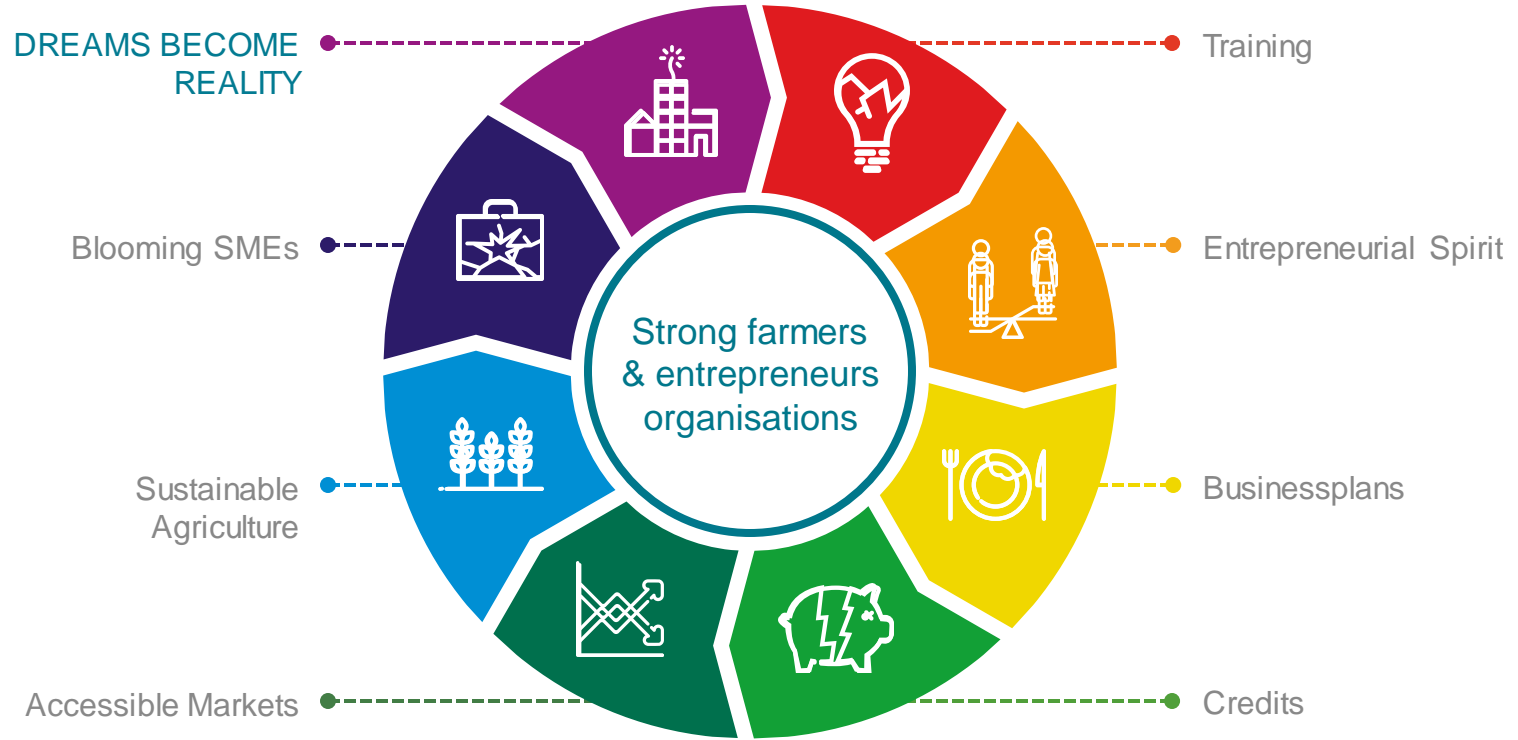 DREAMS BECOME
REALITY
Training
Blooming SMEs
Entrepreneurial Spirit
Strong farmers
& entrepreneurs
organisations
Sustainable
Agriculture
Businessplans
Accessible Markets
Credits